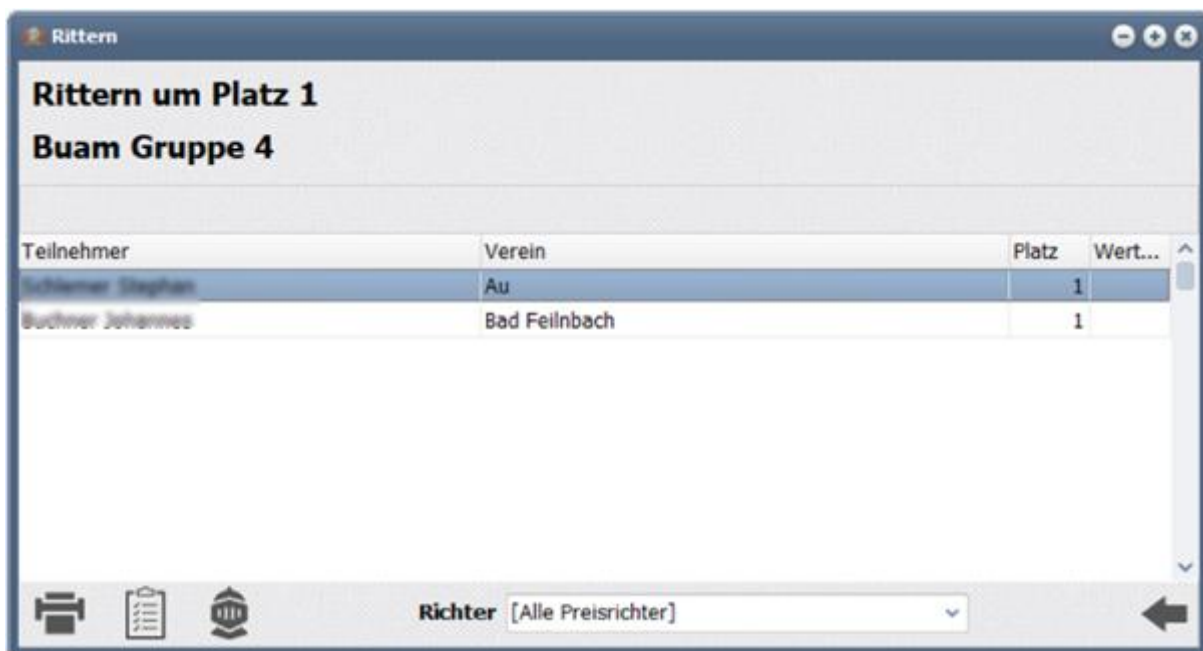 Rittern
Rittern um Platz 1
Buam Gruppe 4
Teilnehmer Verein Platz Wert...
Au 1
Bad Feilnbach 1
Richter [Alle Preisrichter]